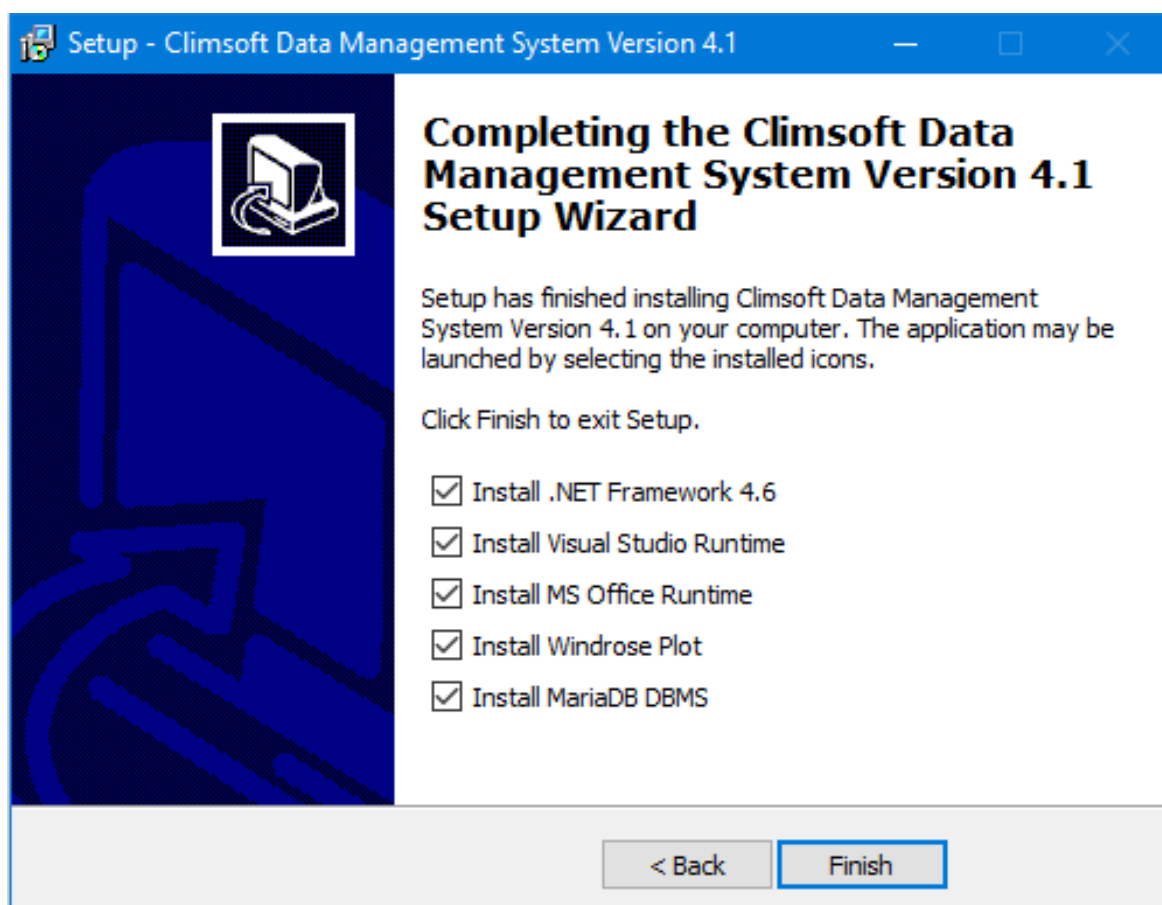 Setup - Climsoft Data Management System Version 4.1
Completing the Climsoft Data
Management System Version 4.1
Setup Wizard
Setup has finished installing Climsoft Data Management
System Version 4.1 on your computer. The application may be
launched by selecting the installed icons.
Click Finish to exit Setup.
Install .NET Framework 4.6
Install Visual Studio Runtime
Install MS Office Runtime
Install Windrose Plot
Install MariaDB DBMS
< Back
Finish